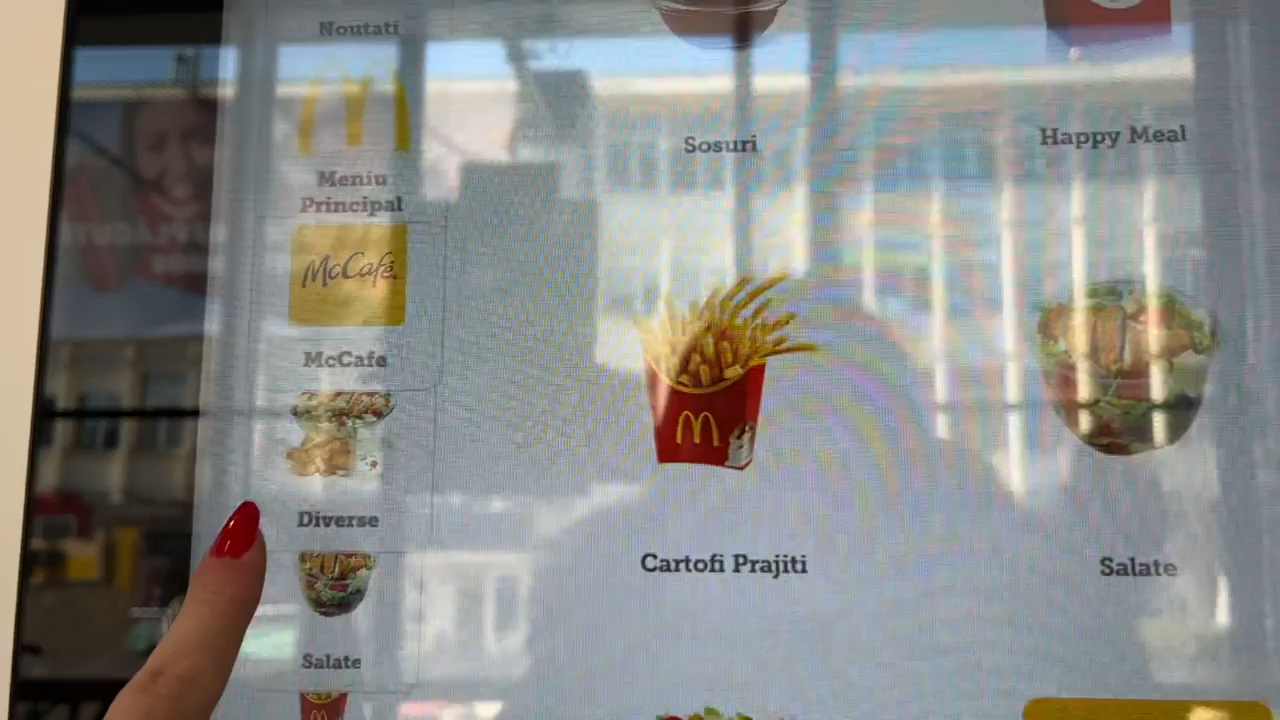 Noutati
Meniu
Principal
McCafé
McCafe
Diverse
Salate
Sosuri
Happy Meal
Cartofi Prajiti
Salate